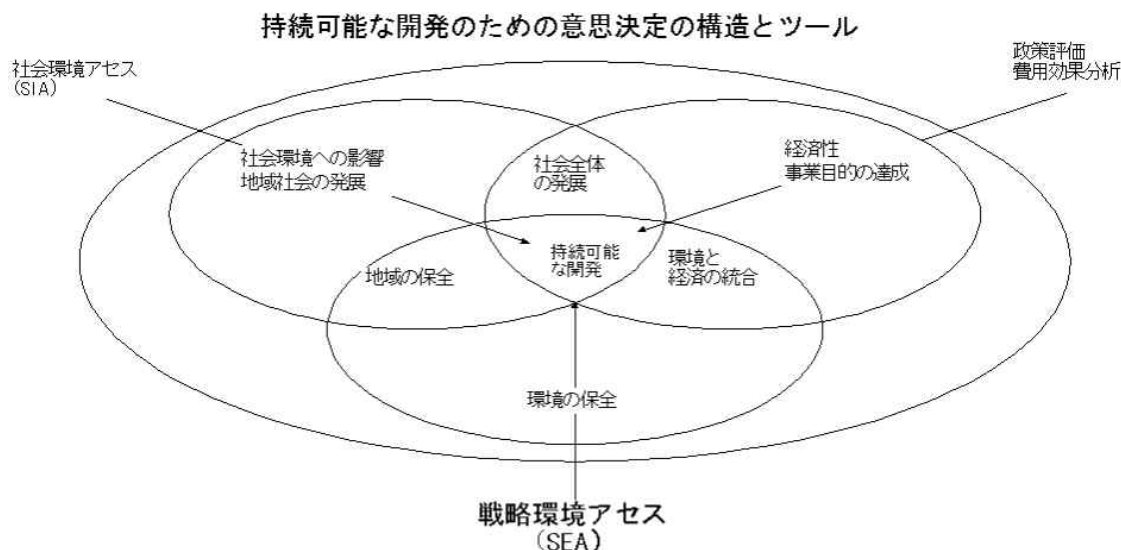 持続可能な開発のための意思決定の構造とツール
社会環境アセス
(SIA)
政策評価
費用効果分析
社会環境への影響
地域社会の発展
社会全体
の発展
経済性
事業目的の達成
地域の保全
持続可能
な開発
環境と
経済の統合
環境の保全
戦略環境アセス
(SEA)